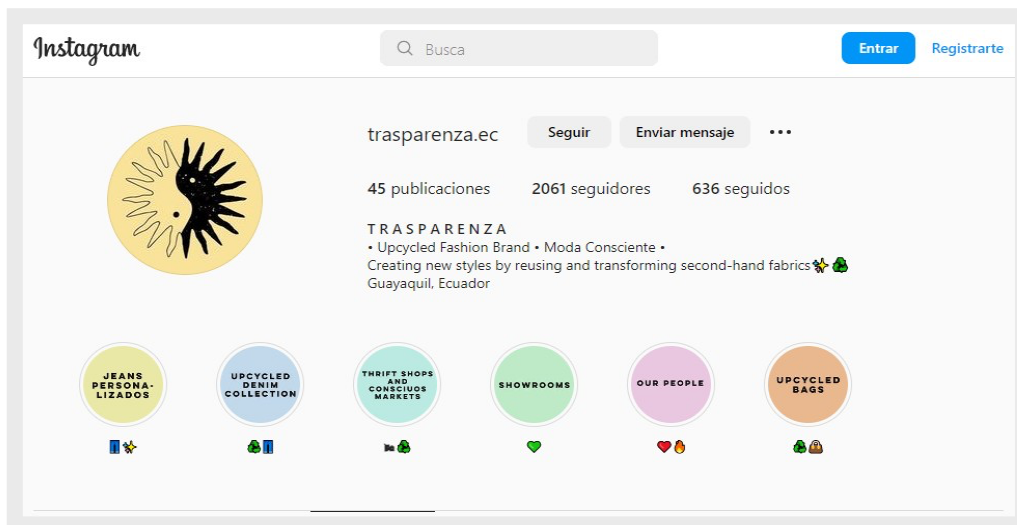 Instagram
Busca
Entrar
Registrarte
trasparenza.ec
Seguir
Enviar mensaje
45 publicaciones
2061 seguidores
636 seguidos
TRASPARENZA
• Upcycled Fashion Brand • Moda Consciente •
Creating new styles by reusing and transforming second-hand fabrics✨♻️
Guayaquil, Ecuador
JEANS
PERSONA-
LIZADOS
UPCYCLED
DENIM
COLLECTION
THRIFT SHOPS
AND
CONSCIUOS
MARKETS
SHOWROOMS
OUR PEOPLE
UPCYCLED
BAGS